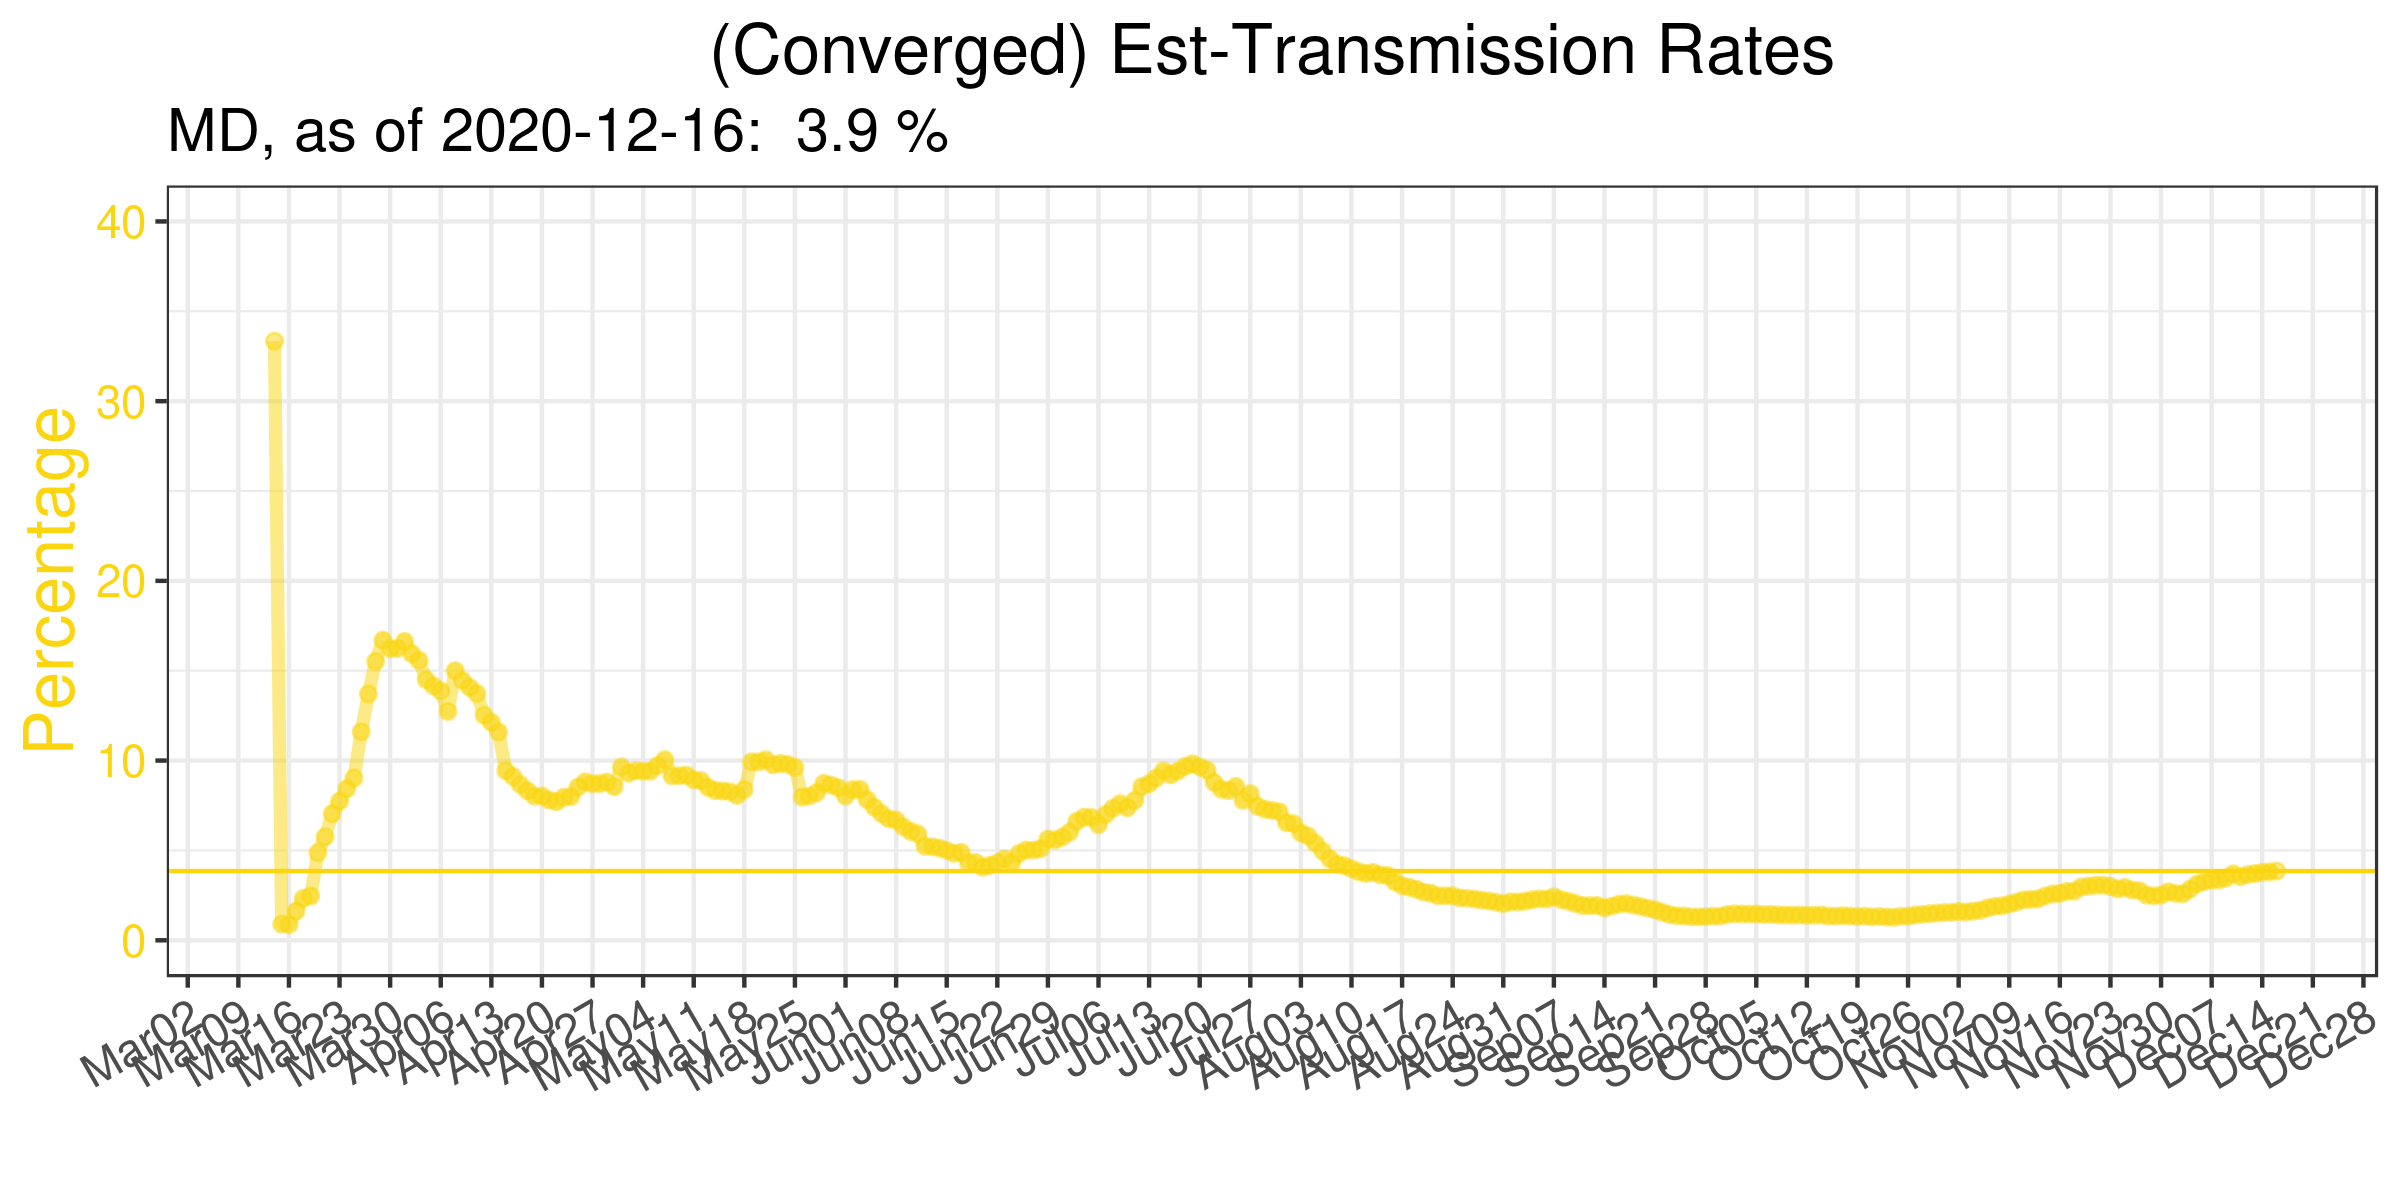 (Converged) Est-Transmission Rates
MD, as of 2020-12-16:  3.9 %
Percentage
40
30
20
10
0
Mar02
Mar09
Mar16
Mar23
Mar30
Apr06
Apr13
Apr20
Apr27
May04
May11
May18
May25
Jun01
Jun08
Jun15
Jun22
Jun29
Jul06
Jul13
Jul20
Jul27
Aug03
Aug10
Aug17
Aug24
Aug31
Sep07
Sep14
Sep21
Sep28
Oct05
Oct12
Oct19
Oct26
Nov02
Nov09
Nov16
Nov23
Nov30
Dec07
Dec14
Dec21
Dec28